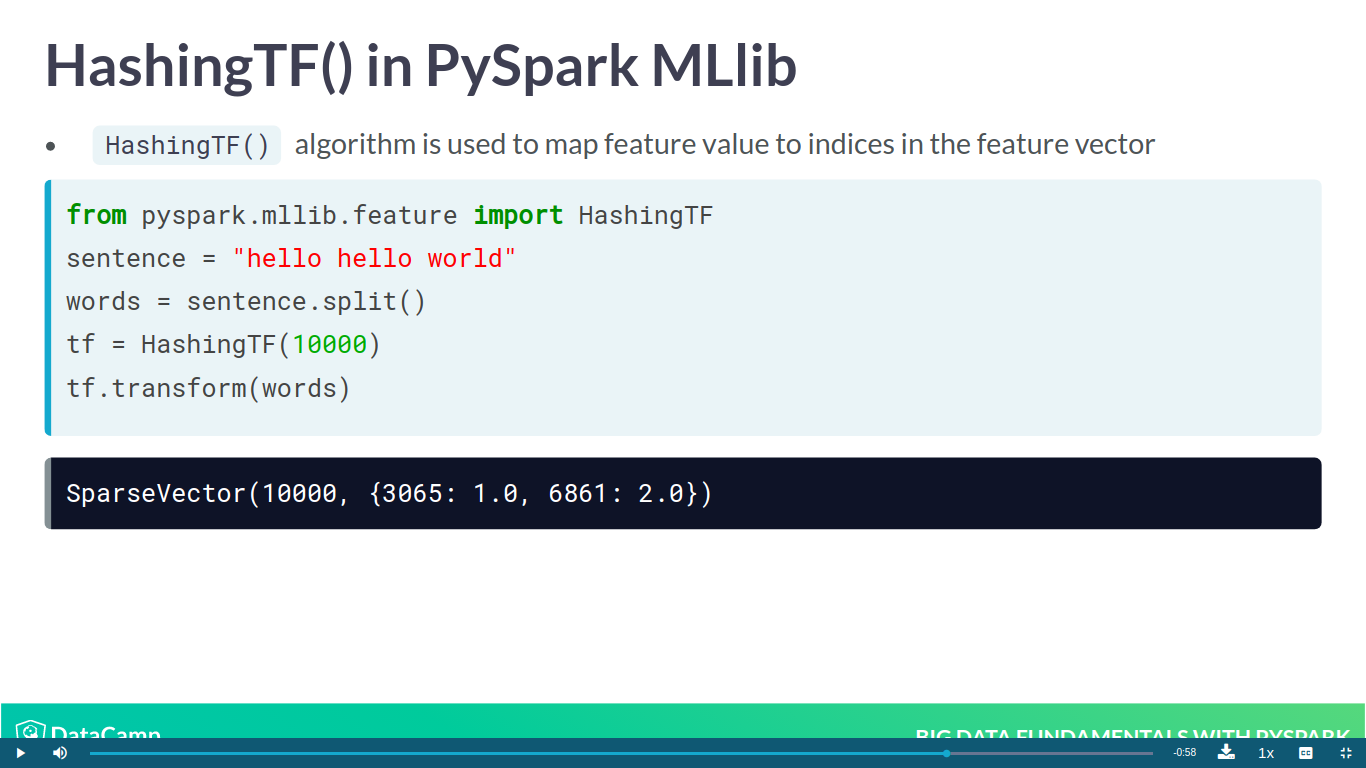 HashingTF() in PySpark MLlib
• HashingTF() algorithm is used to map feature value to indices in the feature vector
from pyspark.mllib.feature import HashingTF
sentence = "hello hello world"
words = sentence.split()
tf = HashingTF(10000)
tf.transform(words)
SparseVector(10000, {3065: 1.0, 6861: 2.0})
DataCamp BIG DATA FUNDAMENTALS WITH PYSPARK
-0:58 1x CC